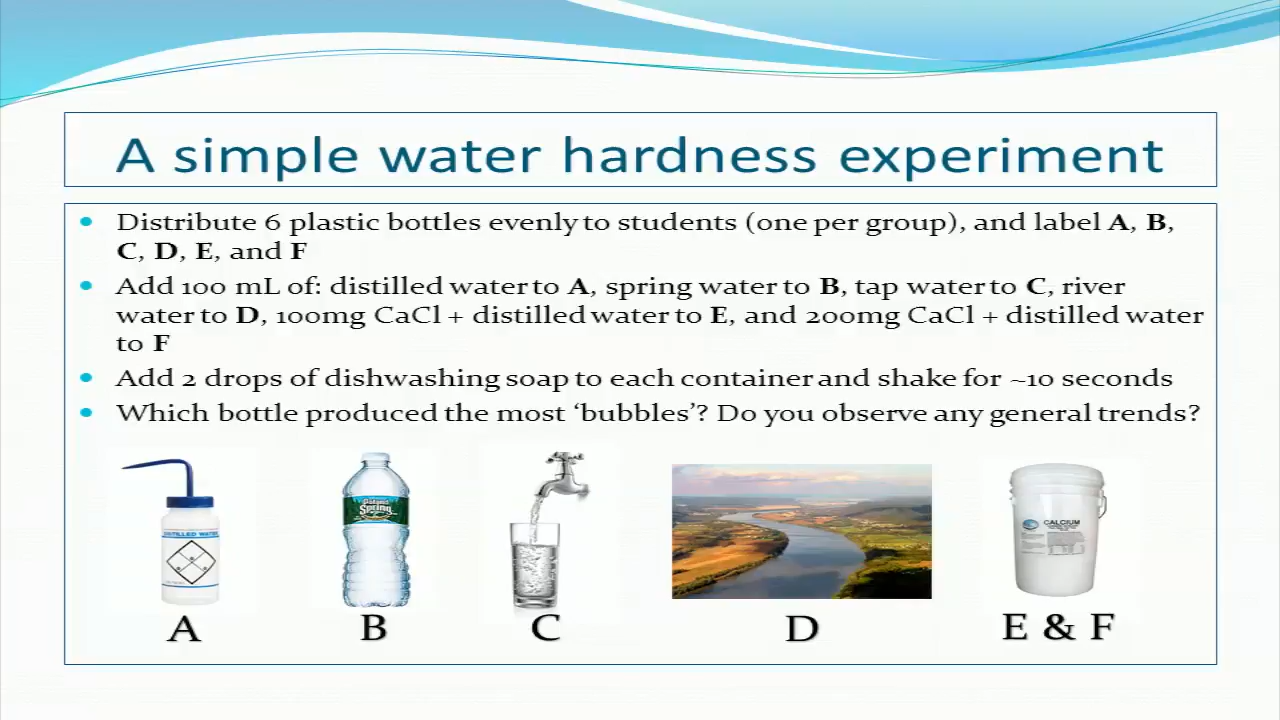 A simple water hardness experiment
Distribute 6 plastic bottles evenly to students (one per group), and label A, B,
C, D, E, and F
Add 100 mL of: distilled water to A, spring water to B, tap water to C, river
water to D, 100mg CaCl + distilled water to E, and 200mg CaCl + distilled water
to F
Add 2 drops of dishwashing soap to each container and shake for ~10 seconds
Which bottle produced the most ‘bubbles’? Do you observe any general trends?
DISTILLED WATER
Poland
Spring
CALCIUM
A
B
C
D
E & F